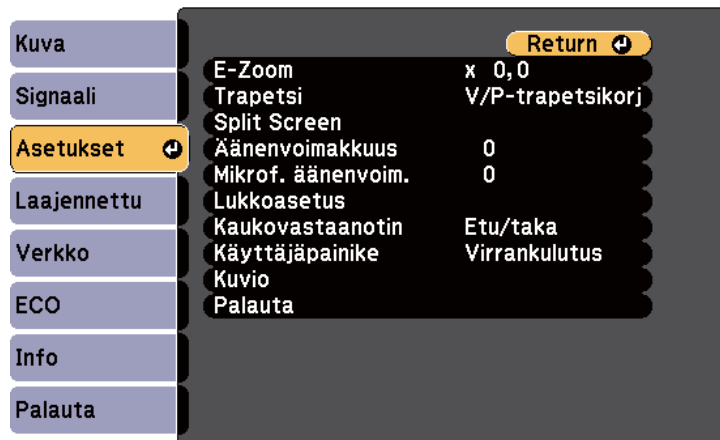 Kuva
Signaali
Asetukset
Laajennettu
Verkko
ECO
Info
Palauta
Return
E-Zoom x 0,0
Trapetsi V/P-trapetsikorj
Split Screen
Äänenvoimakkuus 0
Mikrof. äänenvoim. 0
Lukkoasetus
Kaukovastaanotin Etu/taka
Käyttäjäpainike Virrankulutus
Kuvio
Palauta